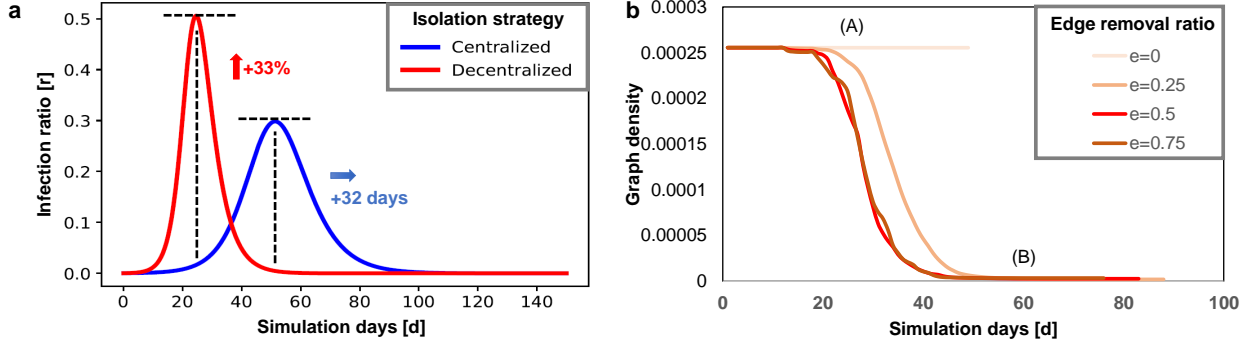 a
Isolation strategy
Centralized
Decentralized
+33%
+32 days
Infection ratio [r]
0.5
0.4
0.3
0.2
0.1
0.0
0 20 40 60 80 100 120 140
Simulation days [d]
b
Edge removal ratio
e=0
e=0.25
e=0.5
e=0.75
(A)
(B)
Graph density
0.0003
0.00025
0.0002
0.00015
0.0001
0.00005
0
0 20 40 60 80 100
Simulation days [d]